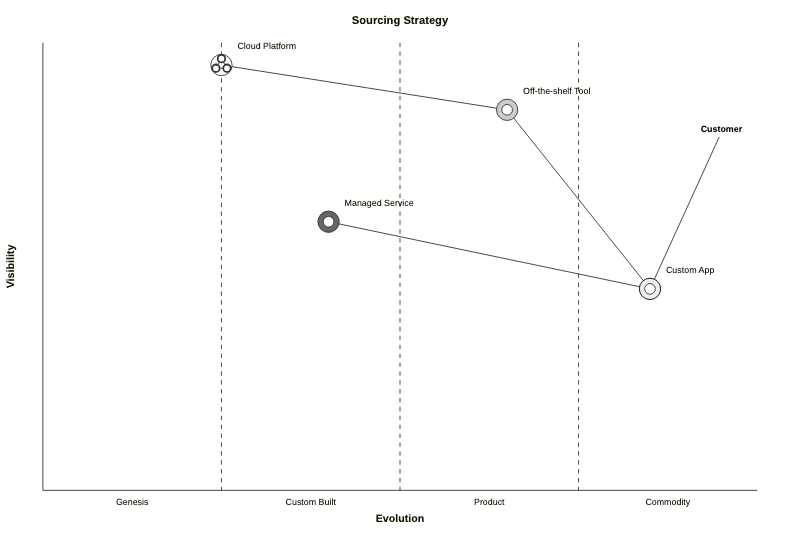 Sourcing Strategy
Cloud Platform
Off-the-shelf Tool
Customer
Managed Service
Visibility
Custom App
Genesis
Custom Built
Product
Commodity
Evolution